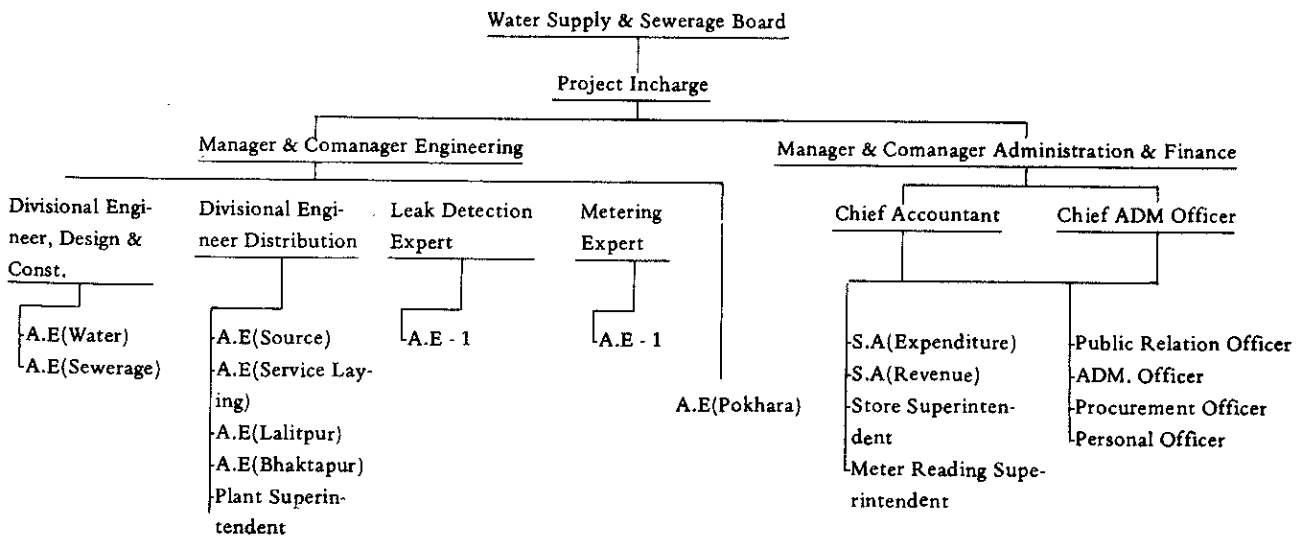 Water Supply & Sewerage Board
Project Incharge
Manager & Comanager Engineering
Manager & Comanager Administration & Finance
Divisional Engi-
neer, Design &
Const.
A.E(Water)
A.E(Sewerage)
Divisional Engi-
neer Distribution
A.E(Source)
A.E(Service Lay-
ing)
A.E(Lalitpur)
A.E(Bhaktapur)
Plant Superin-
tendent
Leak Detection
Expert
A.E - 1
Metering
Expert
A.E - 1
A.E(Pokhara)
Chief Accountant
Chief ADM Officer
S.A(Expenditure)
S.A(Revenue)
Store Superinten-
dent
Meter Reading Supe-
rintendent
Public Relation Officer
ADM. Officer
Procurement Officer
Personal Officer